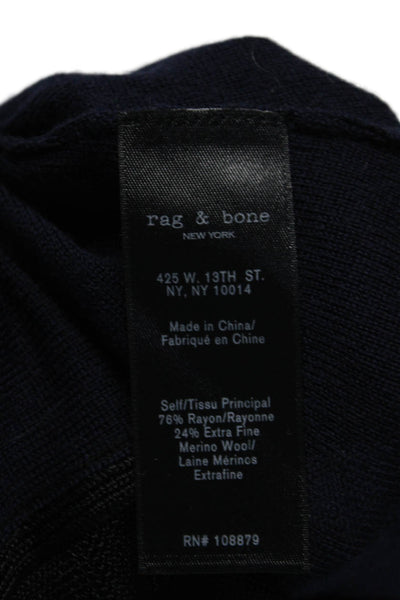 rag & bone
NEW YORK
425 W. 13TH ST.
NY, NY 10014
Made in China/
Fabriqué en Chine
Self/Tissu Principal
76% Rayon/Rayonne
24% Extra Fine
Merino Wool/
Laine Mérinos
Extrafine
RN# 108879